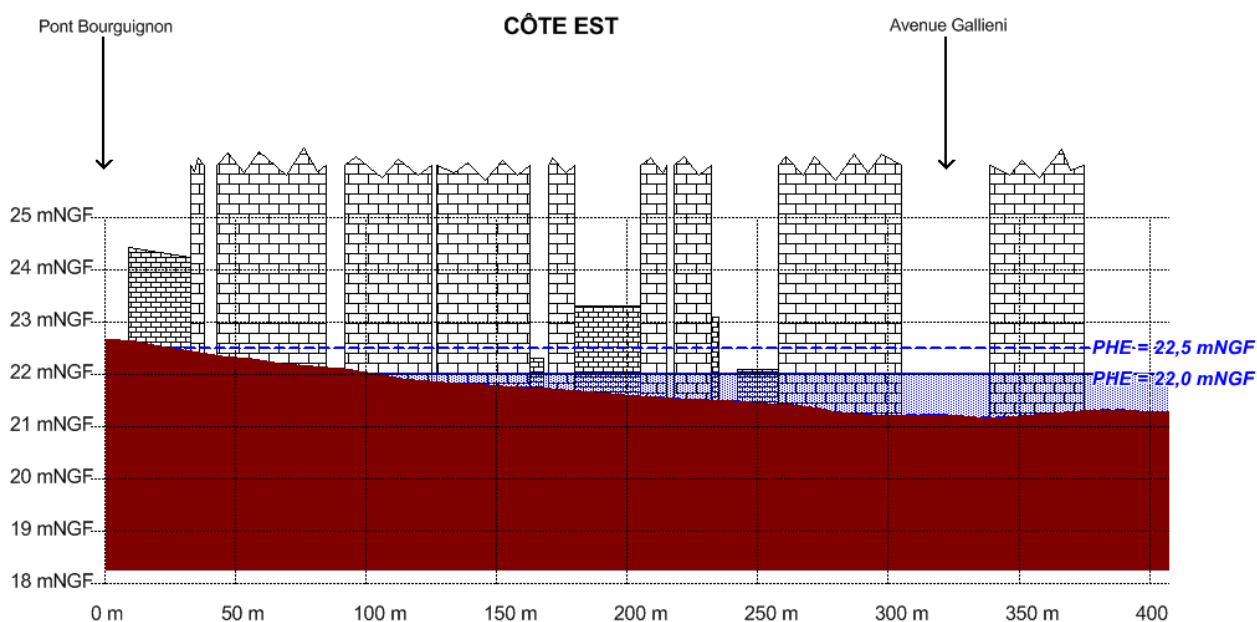 Pont Bourguignon
CÔTE EST
Avenue Gallieni
25 mNGF
24 mNGF
23 mNGF
PHE = 22,5 mNGF
22 mNGF
PHE = 22,0 mNGF
21 mNGF
20 mNGF
19 mNGF
18 mNGF
0 m 50 m 100 m 150 m 200 m 250 m 300 m 350 m 400